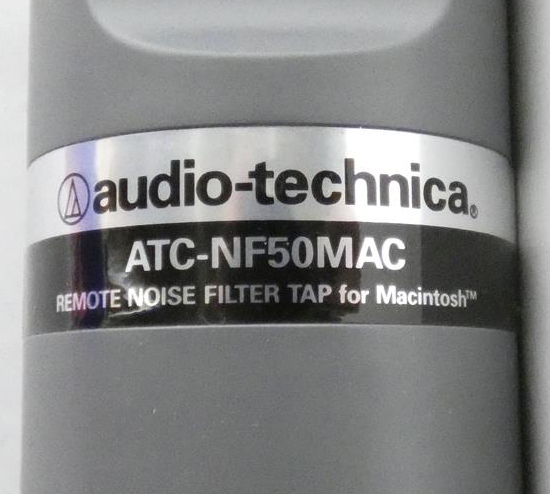 audio-technica®
ATC-NF50MAC
REMOTE NOISE FILTER TAP for Macintosh™